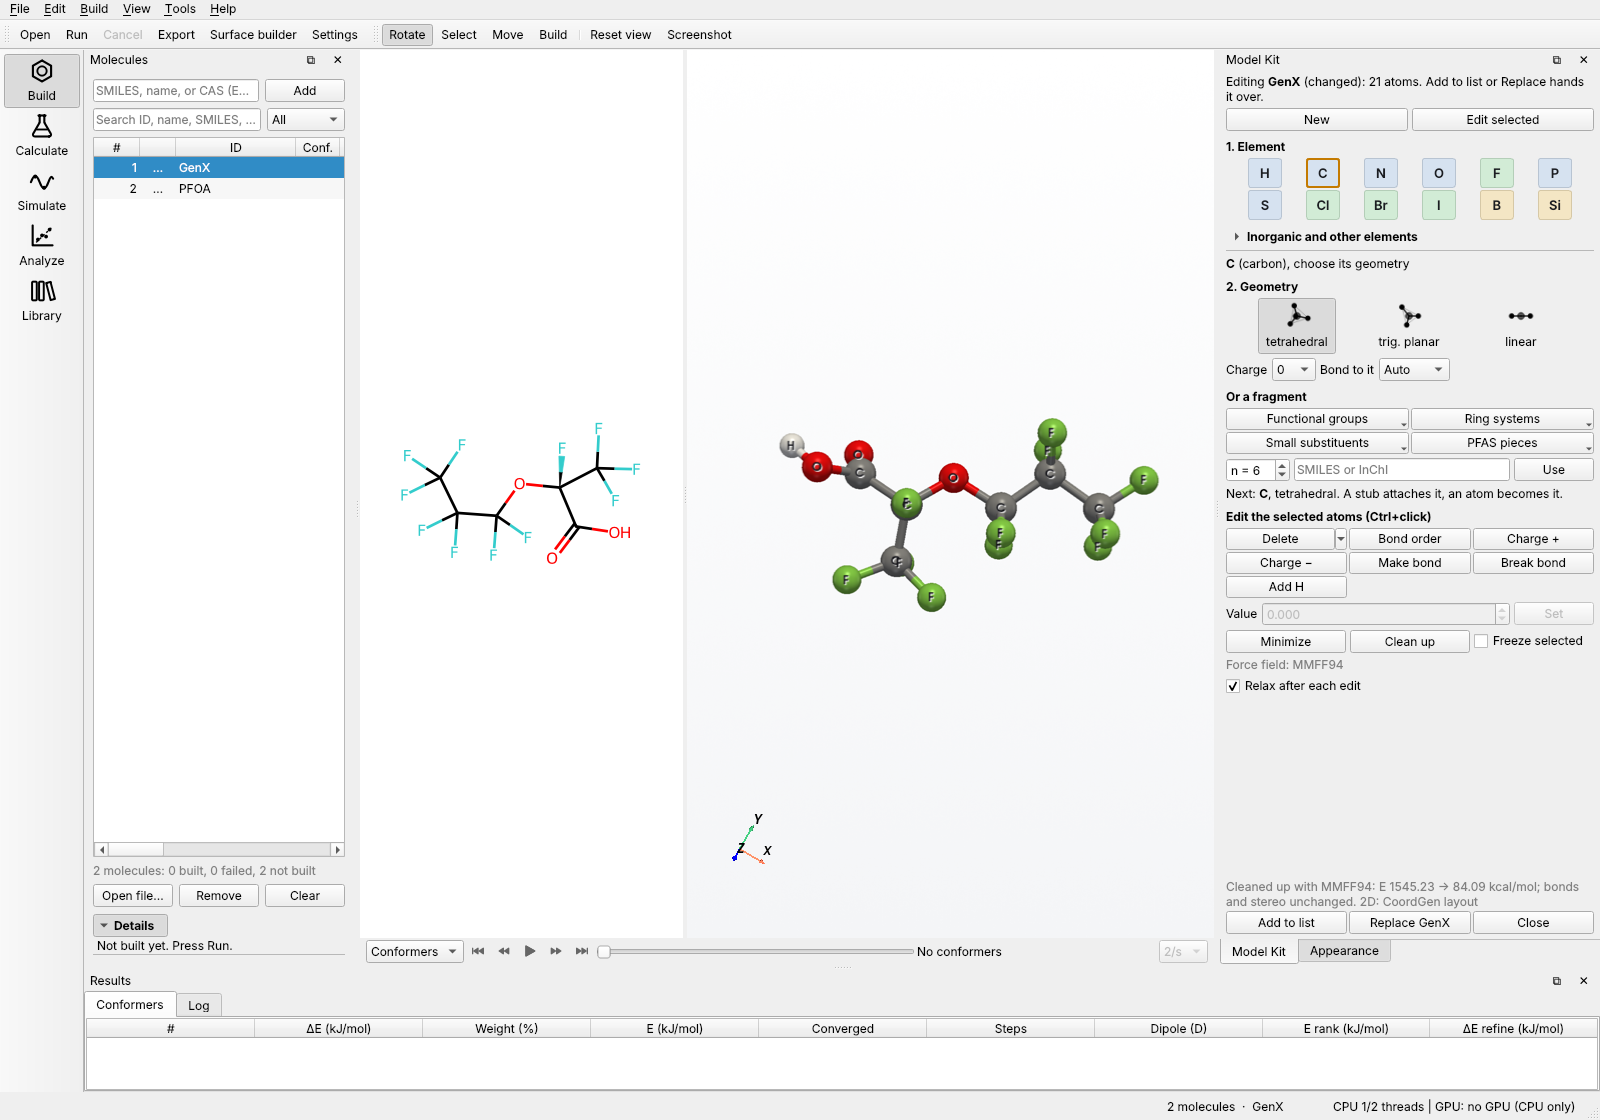 File Edit Build View Tools Help
Open Run Cancel Export Surface builder Settings Rotate Select Move Build Reset view Screenshot
Build
Calculate
Simulate
Analyze
Library
Molecules
SMILES, name, or CAS (E... Add
Search ID, name, SMILES, ... All
# ID Conf.
1 ... GenX
2 ... PFOA
2 molecules: 0 built, 0 failed, 2 not built
Open file... Remove Clear
Details
Not built yet. Press Run.
F F F F F F F O F F F F OH O
H O O C F O C F F C F F C F F F C F F F
Y
Z X
Conformers No conformers 2/s
Model Kit
Editing GenX (changed): 21 atoms. Add to list or Replace hands
it over.
New Edit selected
1. Element
H C N O F P
S Cl Br I B Si
Inorganic and other elements
C (carbon), choose its geometry
2. Geometry
tetrahedral trig. planar linear
Charge 0 Bond to it Auto
Or a fragment
Functional groups Ring systems
Small substituents PFAS pieces
n = 6 SMILES or InChI Use
Next: C, tetrahedral. A stub attaches it, an atom becomes it.
Edit the selected atoms (Ctrl+click)
Delete Bond order Charge +
Charge − Make bond Break bond
Add H
Value 0.000 Set
Minimize Clean up Freeze selected
Force field: MMFF94
Relax after each edit
Cleaned up with MMFF94: E 1545.23 → 84.09 kcal/mol; bonds
and stereo unchanged. 2D: CoordGen layout
Add to list Replace GenX Close
Model Kit Appearance
Results
Conformers Log
# ΔE (kJ/mol) Weight (%) E (kJ/mol) Converged Steps Dipole (D) E rank (kJ/mol) ΔE refine (kJ/mol)
2 molecules · GenX CPU 1/2 threads | GPU: no GPU (CPU only)